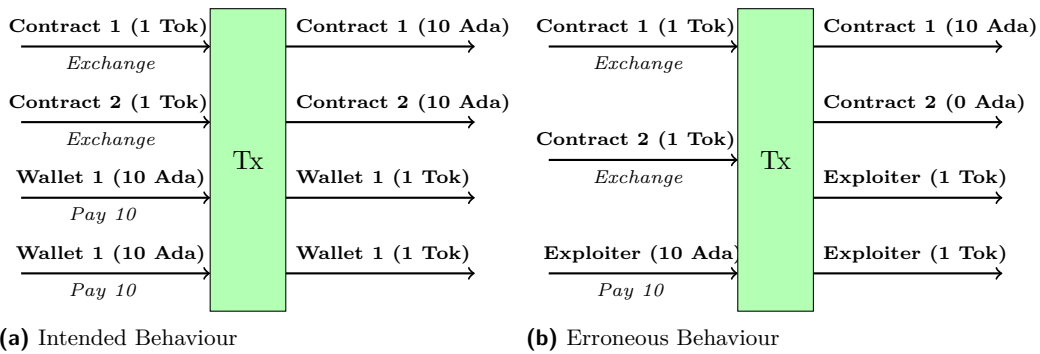 Contract 1 (1 Tok)
Exchange
Contract 2 (1 Tok)
Exchange
Wallet 1 (10 Ada)
Pay 10
Wallet 1 (10 Ada)
Pay 10
Tx
Contract 1 (10 Ada)
Contract 2 (10 Ada)
Wallet 1 (1 Tok)
Wallet 1 (1 Tok)
(a) Intended Behaviour
Contract 1 (1 Tok)
Exchange
Contract 2 (1 Tok)
Exchange
Exploiter (10 Ada)
Pay 10
Tx
Contract 1 (10 Ada)
Contract 2 (0 Ada)
Exploiter (1 Tok)
Exploiter (1 Tok)
(b) Erroneous Behaviour